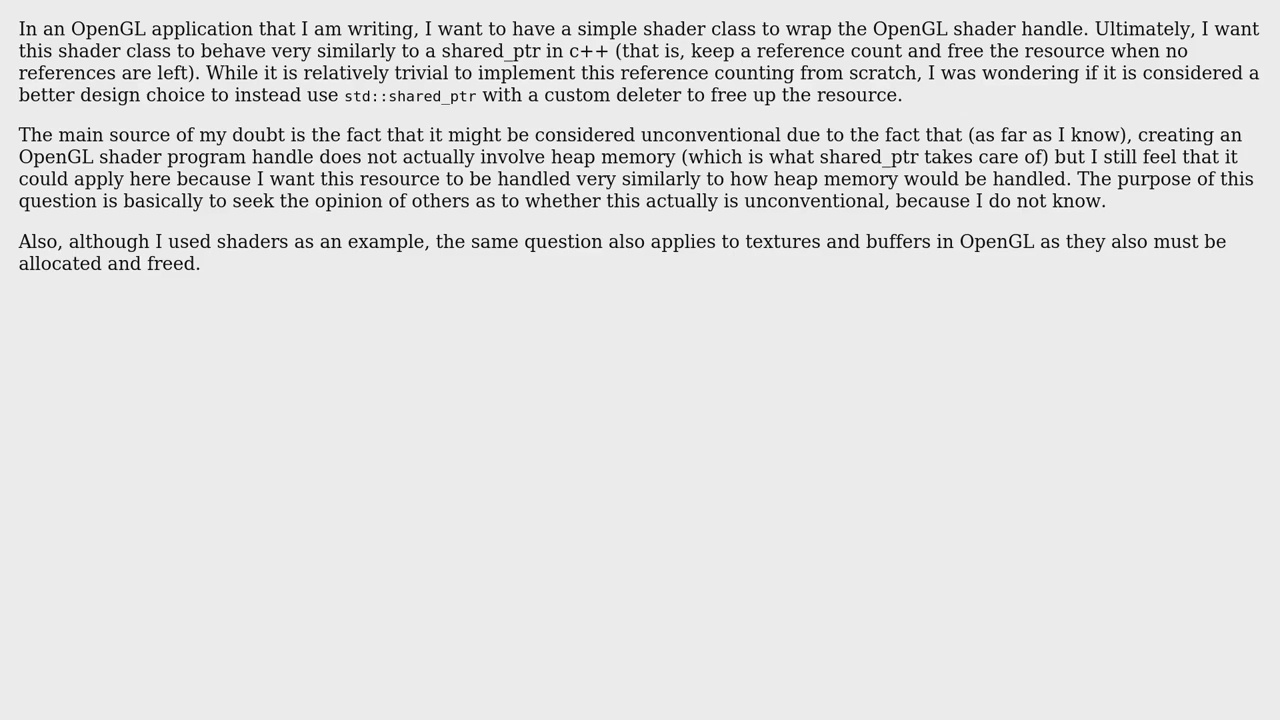 In an OpenGL application that I am writing, I want to have a simple shader class to wrap the OpenGL shader handle. Ultimately, I want
this shader class to behave very similarly to a shared_ptr in c++ (that is, keep a reference count and free the resource when no
references are left). While it is relatively trivial to implement this reference counting from scratch, I was wondering if it is considered a
better design choice to instead use std::shared_ptr with a custom deleter to free up the resource.
The main source of my doubt is the fact that it might be considered unconventional due to the fact that (as far as I know), creating an
OpenGL shader program handle does not actually involve heap memory (which is what shared_ptr takes care of) but I still feel that it
could apply here because I want this resource to be handled very similarly to how heap memory would be handled. The purpose of this
question is basically to seek the opinion of others as to whether this actually is unconventional, because I do not know.
Also, although I used shaders as an example, the same question also applies to textures and buffers in OpenGL as they also must be
allocated and freed.